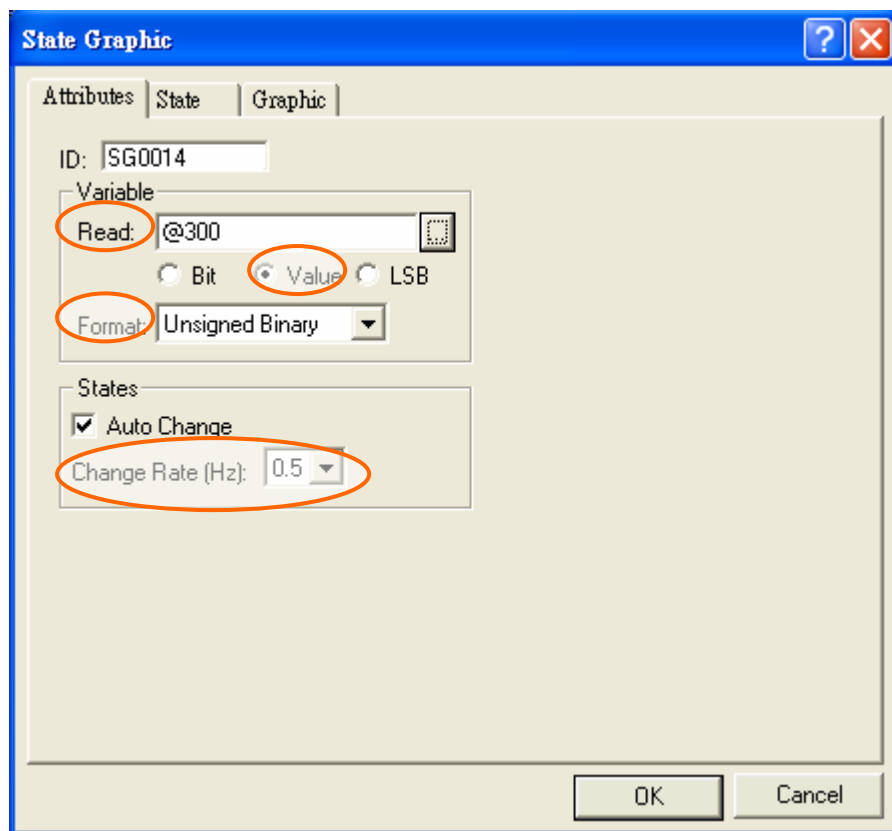 State Graphic
Attributes State Graphic
ID: SG0014
Variable
Read: @300
Bit Value LSB
Format: Unsigned Binary
States
Auto Change
Change Rate (Hz): 0.5
OK Cancel